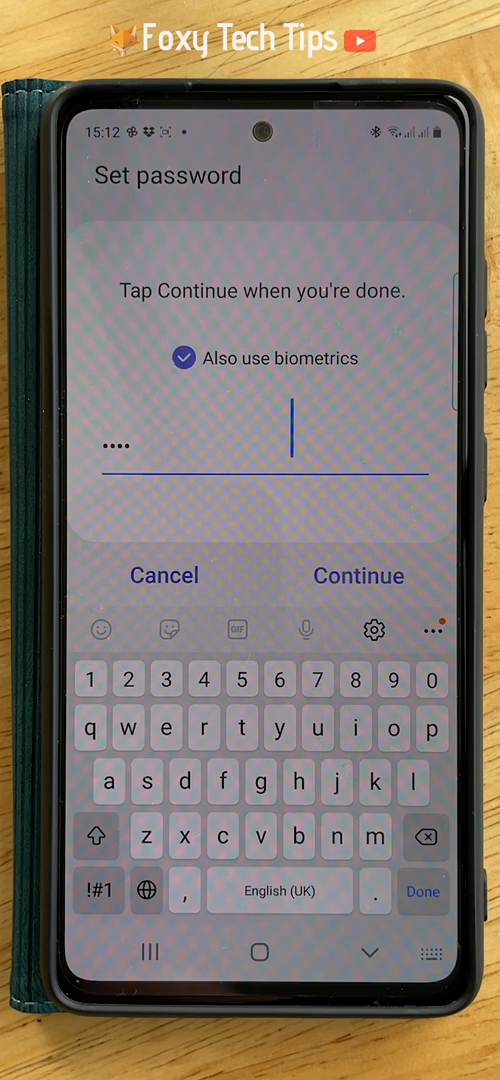 Foxy Tech Tips
15:12
Set password
Tap Continue when you're done.
Also use biometrics
••••
Cancel Continue
GIF
1 2 3 4 5 6 7 8 9 0
q w e r t y u i o p
a s d f g h j k l
z x c v b n m
!#1 , English (UK) . Done